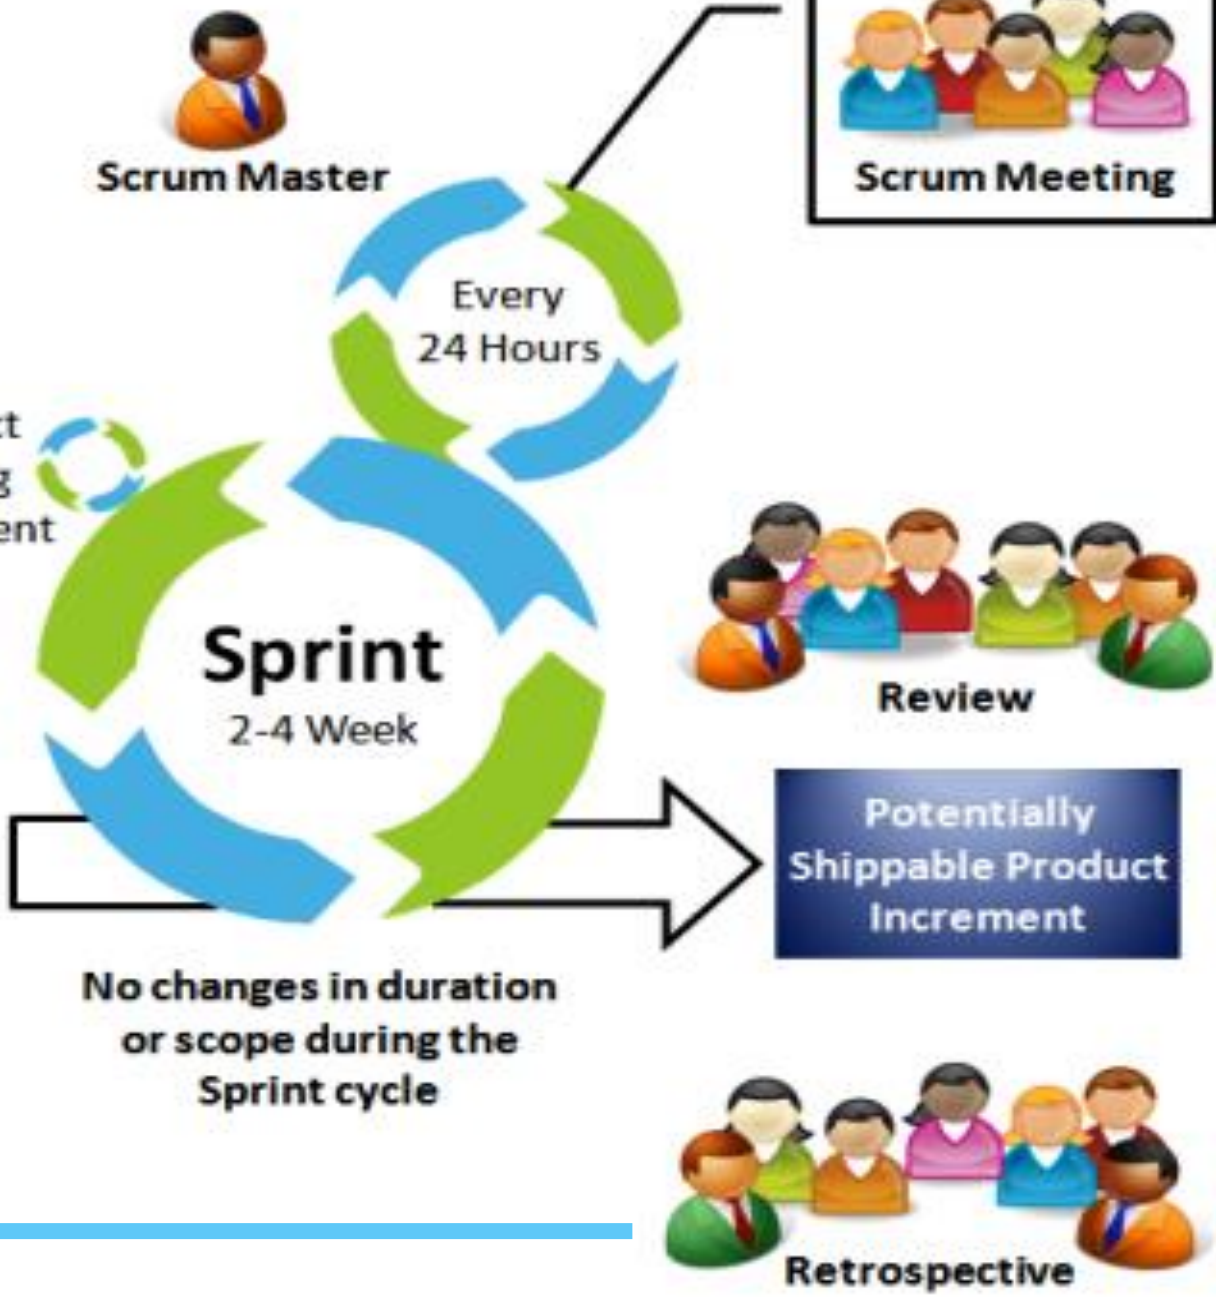 Scrum Master
Scrum Meeting
Every
24 Hours
Sprint
2-4 Week
Review
Potentially
Shippable Product
Increment
No changes in duration
or scope during the
Sprint cycle
Retrospective